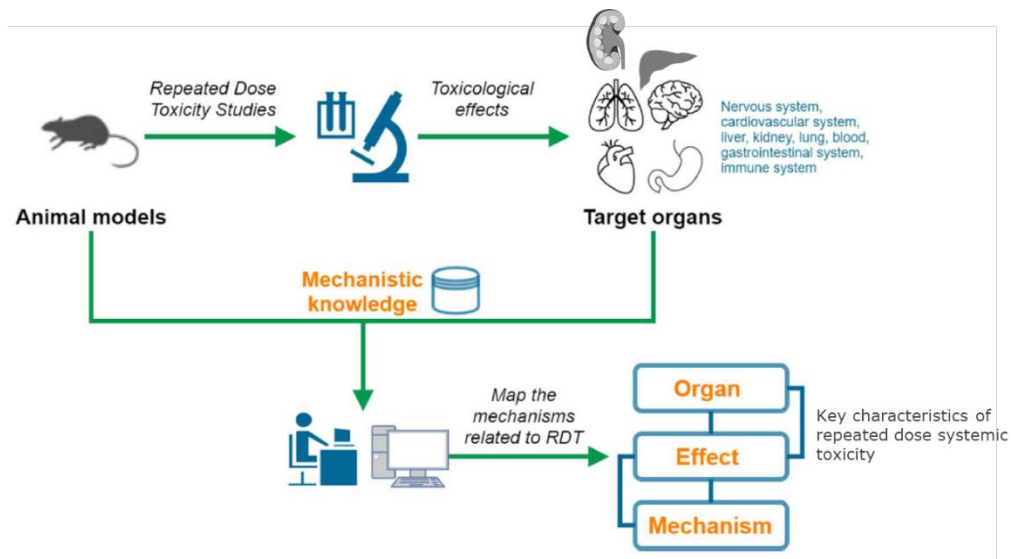 Repeated Dose
Toxicity Studies
Toxicological
effects
Nervous system,
cardiovascular system,
liver, kidney, lung, blood,
gastrointestinal system,
immune system
Animal models
Target organs
Mechanistic
knowledge
Map the
mechanisms
related to RDT
Organ
Effect
Mechanism
Key characteristics of
repeated dose systemic
toxicity